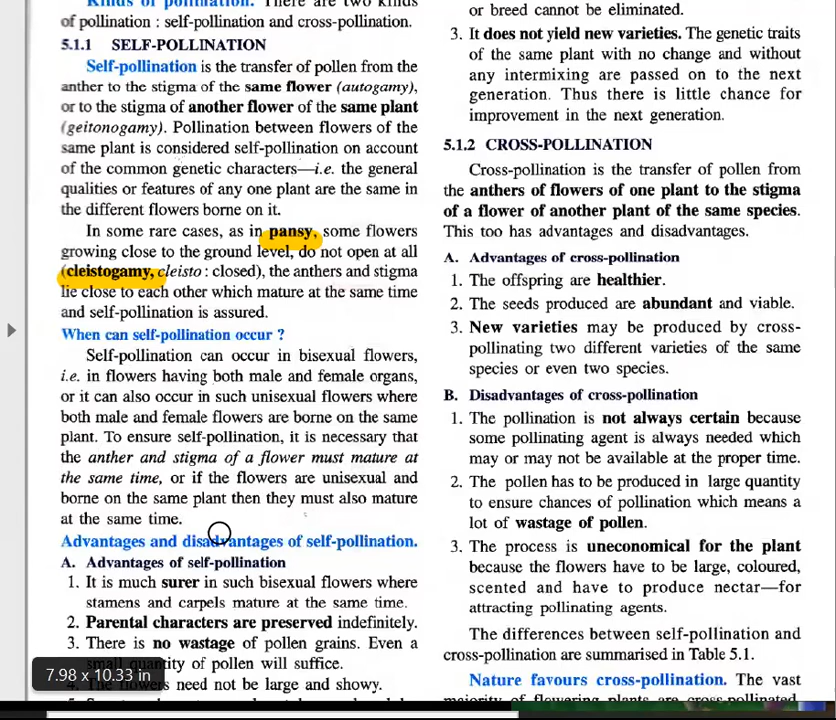 Kinds of pollination. There are two kinds
of pollination : self-pollination and cross-pollination.
5.1.1 SELF-POLLINATION
Self-pollination is the transfer of pollen from the
anther to the stigma of the same flower (autogamy),
or to the stigma of another flower of the same plant
(geitonogamy). Pollination between flowers of the
same plant is considered self-pollination on account
of the common genetic characters—i.e. the general
qualities or features of any one plant are the same in
the different flowers borne on it.
In some rare cases, as in pansy, some flowers
growing close to the ground level, do not open at all
(cleistogamy, cleisto : closed), the anthers and stigma
lie close to each other which mature at the same time
and self-pollination is assured.
When can self-pollination occur ?
Self-pollination can occur in bisexual flowers,
i.e. in flowers having both male and female organs,
or it can also occur in such unisexual flowers where
both male and female flowers are borne on the same
plant. To ensure self-pollination, it is necessary that
the anther and stigma of a flower must mature at
the same time, or if the flowers are unisexual and
borne on the same plant then they must also mature
at the same time.
Advantages and disadvantages of self-pollination.
A. Advantages of self-pollination
1. It is much surer in such bisexual flowers where
stamens and carpels mature at the same time.
2. Parental characters are preserved indefinitely.
3. There is no wastage of pollen grains. Even a
small quantity of pollen will suffice.
4. The flowers need not be large and showy.
7.98 x 10.33 in
or breed cannot be eliminated.
3. It does not yield new varieties. The genetic traits
of the same plant with no change and without
any intermixing are passed on to the next
generation. Thus there is little chance for
improvement in the next generation.
5.1.2 CROSS-POLLINATION
Cross-pollination is the transfer of pollen from
the anthers of flowers of one plant to the stigma
of a flower of another plant of the same species.
This too has advantages and disadvantages.
A. Advantages of cross-pollination
1. The offspring are healthier.
2. The seeds produced are abundant and viable.
3. New varieties may be produced by cross-
pollinating two different varieties of the same
species or even two species.
B. Disadvantages of cross-pollination
1. The pollination is not always certain because
some pollinating agent is always needed which
may or may not be available at the proper time.
2. The pollen has to be produced in large quantity
to ensure chances of pollination which means a
lot of wastage of pollen.
3. The process is uneconomical for the plant
because the flowers have to be large, coloured,
scented and have to produce nectar—for
attracting pollinating agents.
The differences between self-pollination and
cross-pollination are summarised in Table 5.1.
Nature favours cross-pollination. The vast
majority of flowering plants are cross-pollinated